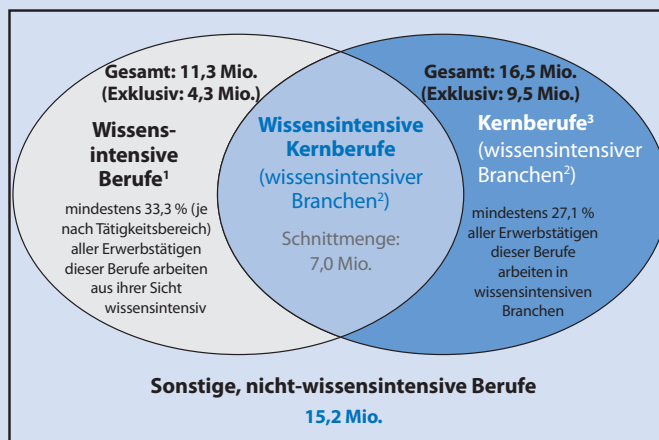 Gesamt: 11,3 Mio.
(Exklusiv: 4,3 Mio.)
Wissens-
intensive
Berufe¹
mindestens 33,3 % (je
nach Tätigkeitsbereich)
aller Erwerbstätigen
dieser Berufe arbeiten
aus ihrer Sicht
wissensintensiv
Wissensintensive
Kernberufe
(wissensintensiver
Branchen²)
Schnittmenge:
7,0 Mio.
Gesamt: 16,5 Mio.
(Exklusiv: 9,5 Mio.)
Kernberufe³
(wissensintensiver
Branchen²)
mindestens 27,1 %
aller Erwerbstätigen
dieser Berufe
arbeiten in
wissensintensiven
Branchen
Sonstige, nicht-wissensintensive Berufe
15,2 Mio.